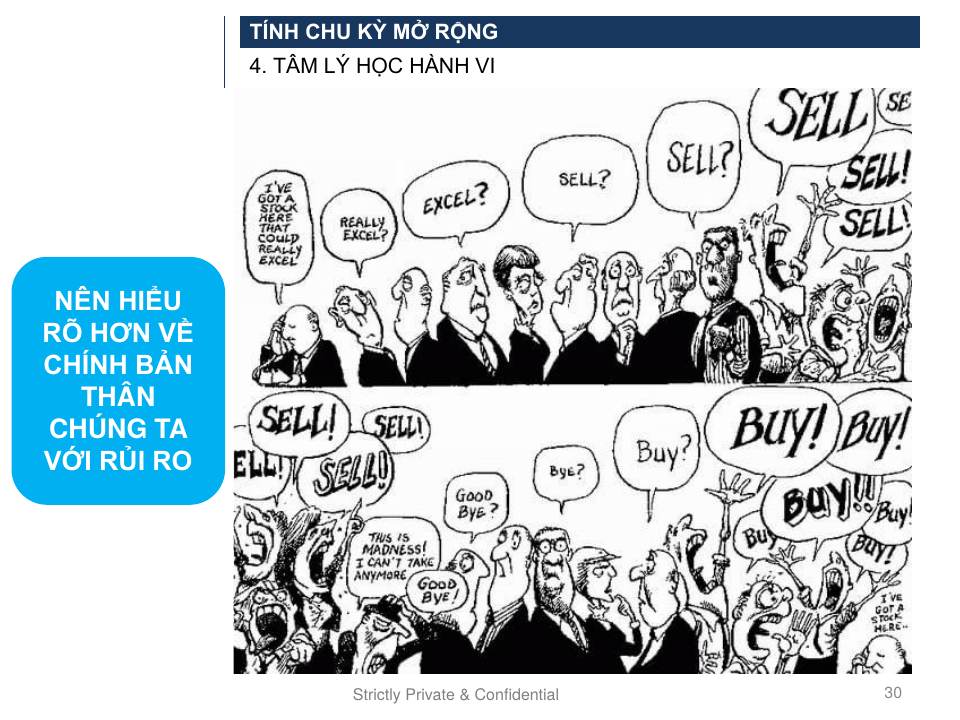 TÍNH CHU KỲ MỞ RỘNG
4. TÂM LÝ HỌC HÀNH VI
NÊN HIỂU
RÕ HƠN VỀ
CHÍNH BẢN
THÂN
CHÚNG TA
VỚI RỦI RO
I'VE
GOT A
STOCK
HERE
THAT
COULD
REALLY
EXCEL
REALLY
EXCEL?
EXCEL?
SELL?
SELL?
SELL
SE
SELL!
SELL!
SELL!
SELL!
ELL!
SELL!
THIS IS
MADNESS!
I CAN'T TAKE
ANYMORE
GOOD
BYE!
GOOD
BYE?
BYE?
BUY?
BUY!
BUY!
BUY!!
BUY!
BUY
BUY!
I'VE
GOT A
STOCK
HERE..
Strictly Private & Confidential
30